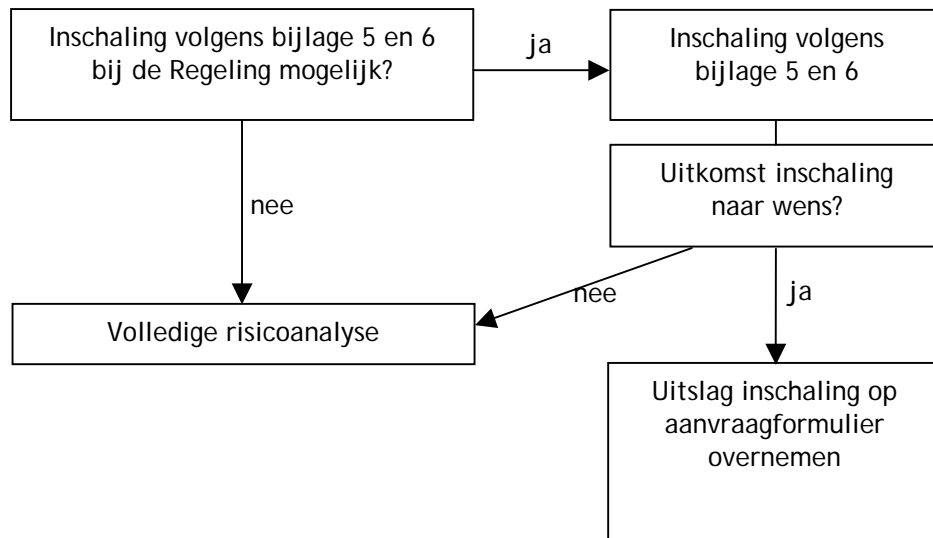 Inschaling volgens bijlage 5 en 6
bij de Regeling mogelijk?
ja
Inschaling volgens
bijlage 5 en 6
nee
Uitkomst inschaling
naar wens?
nee
ja
Volledige risicoanalyse
Uitslag inschaling op
aanvraagformulier
overnemen